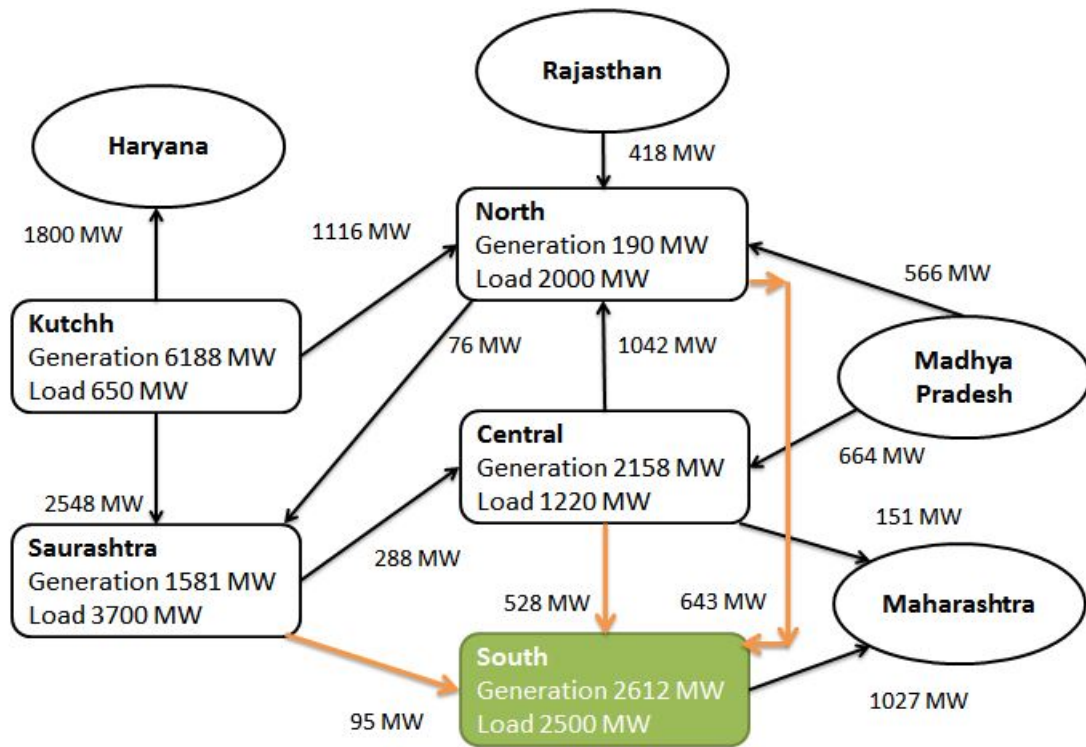 Rajasthan
Haryana
418 MW
1800 MW
1116 MW
North
Generation 190 MW
Load 2000 MW
566 MW
Kutchh
Generation 6188 MW
Load 650 MW
76 MW
1042 MW
Madhya
Pradesh
Central
Generation 2158 MW
Load 1220 MW
664 MW
2548 MW
151 MW
Saurashtra
Generation 1581 MW
Load 3700 MW
288 MW
528 MW
643 MW
Maharashtra
South
Generation 2612 MW
Load 2500 MW
95 MW
1027 MW